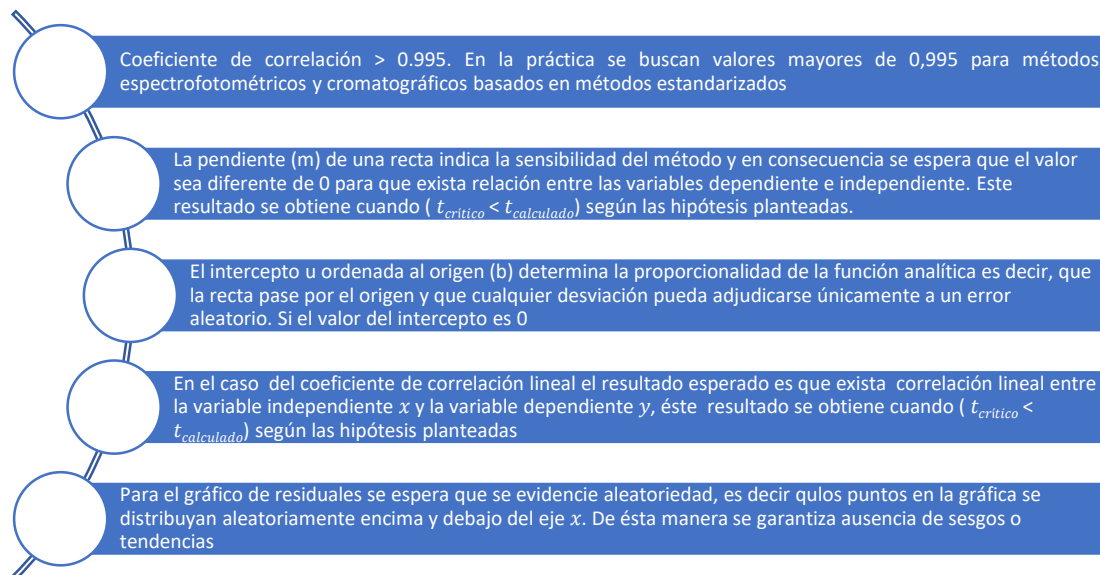 Coeficiente de correlación > 0.995. En la práctica se buscan valores mayores de 0,995 para métodos
espectrofotométricos y cromatográficos basados en métodos estandarizados
La pendiente (m) de una recta indica la sensibilidad del método y en consecuencia se espera que el valor
sea diferente de 0 para que exista relación entre las variables dependiente e independiente. Este
resultado se obtiene cuando ( t_crítico < t_calculado) según las hipótesis planteadas.
El intercepto u ordenada al origen (b) determina la proporcionalidad de la función analítica es decir, que
la recta pase por el origen y que cualquier desviación pueda adjudicarse únicamente a un error
aleatorio. Si el valor del intercepto es 0
En el caso del coeficiente de correlación lineal el resultado esperado es que exista correlación lineal entre
la variable independiente x y la variable dependiente y, éste resultado se obtiene cuando ( t_crítico <
t_calculado) según las hipótesis planteadas
Para el gráfico de residuales se espera que se evidencie aleatoriedad, es decir qulos puntos en la gráfica se
distribuyan aleatoriamente encima y debajo del eje x. De ésta manera se garantiza ausencia de sesgos o
tendencias